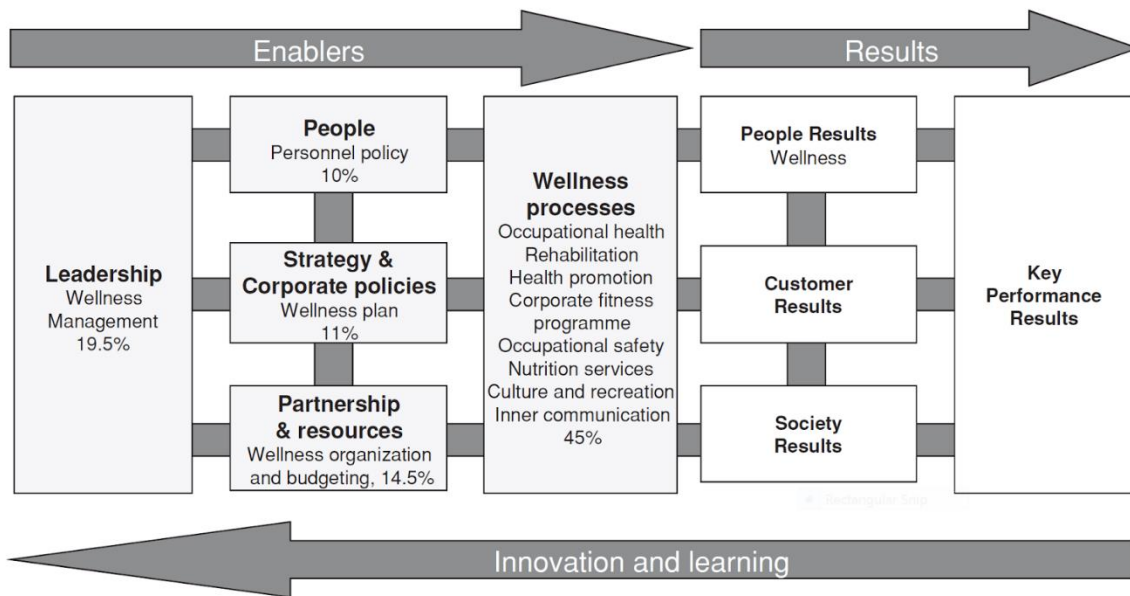 Enablers
Results
Leadership
Wellness
Management
19.5%
People
Personnel policy
10%
Strategy &
Corporate policies
Wellness plan
11%
Partnership
& resources
Wellness organization
and budgeting, 14.5%
Wellness
processes
Occupational health
Rehabilitation
Health promotion
Corporate fitness
programme
Occupational safety
Nutrition services
Culture and recreation
Inner communication
45%
People Results
Wellness
Customer
Results
Society
Results
Key
Performance
Results
Rectangular Snip
Innovation and learning